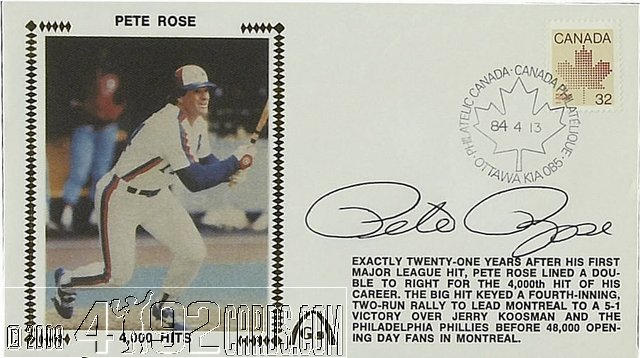 PETE ROSE
CANADA
32
PHILATELIC CANADA · CANADA PHILATÉLIQUE ·
84 4 13
OTTAWA K1A 0B5
Pete Rose
EXACTLY TWENTY-ONE YEARS AFTER HIS FIRST
MAJOR LEAGUE HIT, PETE ROSE LINED A DOU-
BLE TO RIGHT FOR THE 4,000th HIT OF HIS
CAREER. THE BIG HIT KEYED A FOURTH-INNING,
TWO-RUN RALLY TO LEAD MONTREAL TO A 5-1
VICTORY OVER JERRY KOOSMAN AND THE
PHILADELPHIA PHILLIES BEFORE 48,000 OPEN-
ING DAY FANS IN MONTREAL.
4,000 HITS
4192CARDS.COM